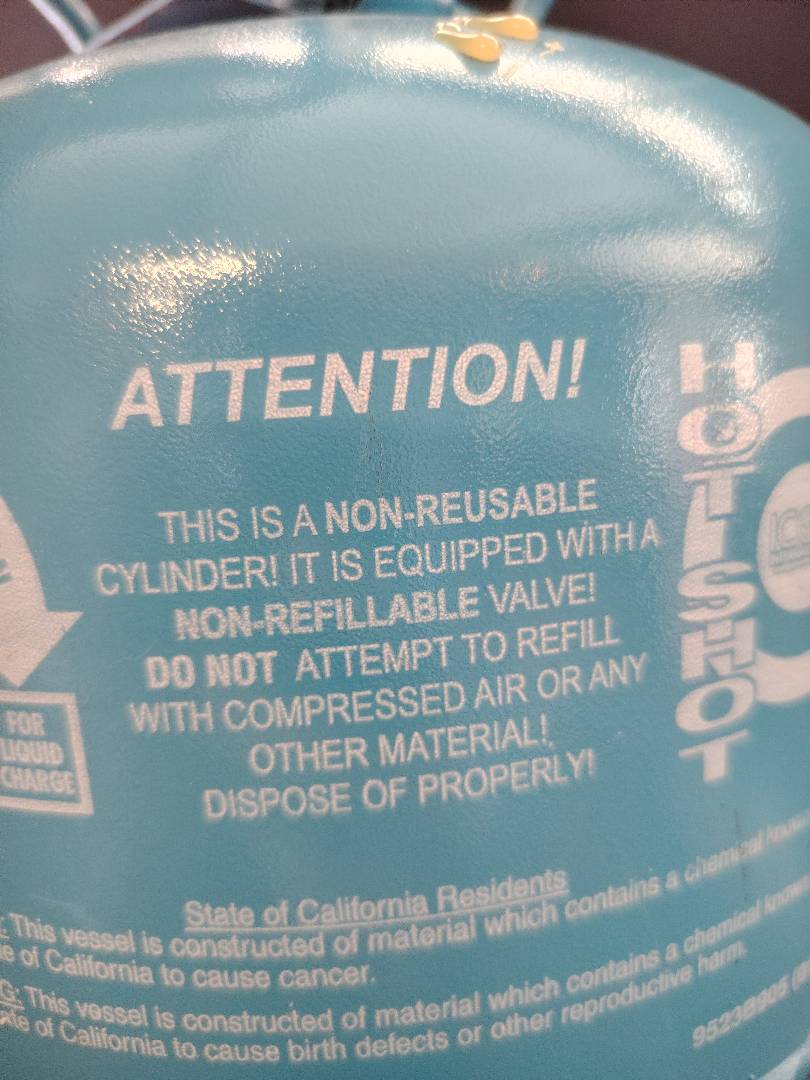 ATTENTION!
THIS IS A NON-REUSABLE
CYLINDER! IT IS EQUIPPED WITH A
NON-REFILLABLE VALVE!
DO NOT ATTEMPT TO REFILL
WITH COMPRESSED AIR OR ANY
OTHER MATERIAL!
DISPOSE OF PROPERLY!
HOT SHOT
FOR
LIQUID
CHARGE
State of California Residents
This vessel is constructed of material which contains a chemical
of California to cause cancer.
This vessel is constructed of material which contains a chemical
of California to cause birth defects or other reproductive harm.